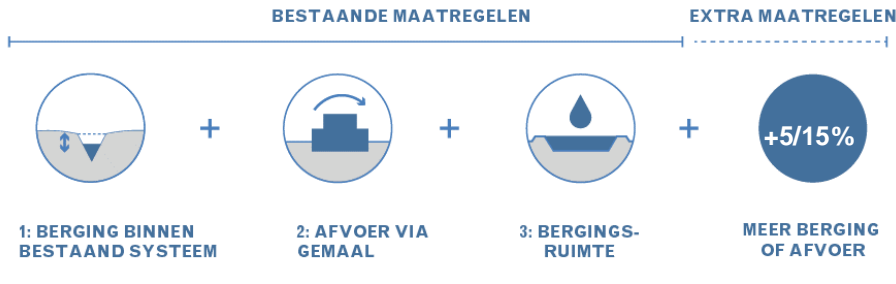 BESTAANDE MAATREGELEN
EXTRA MAATREGELEN
+
+
+
+5/15%
1: BERGING BINNEN
BESTAAND SYSTEEM
2: AFVOER VIA
GEMAAL
3: BERGINGS-
RUIMTE
MEER BERGING
OF AFVOER